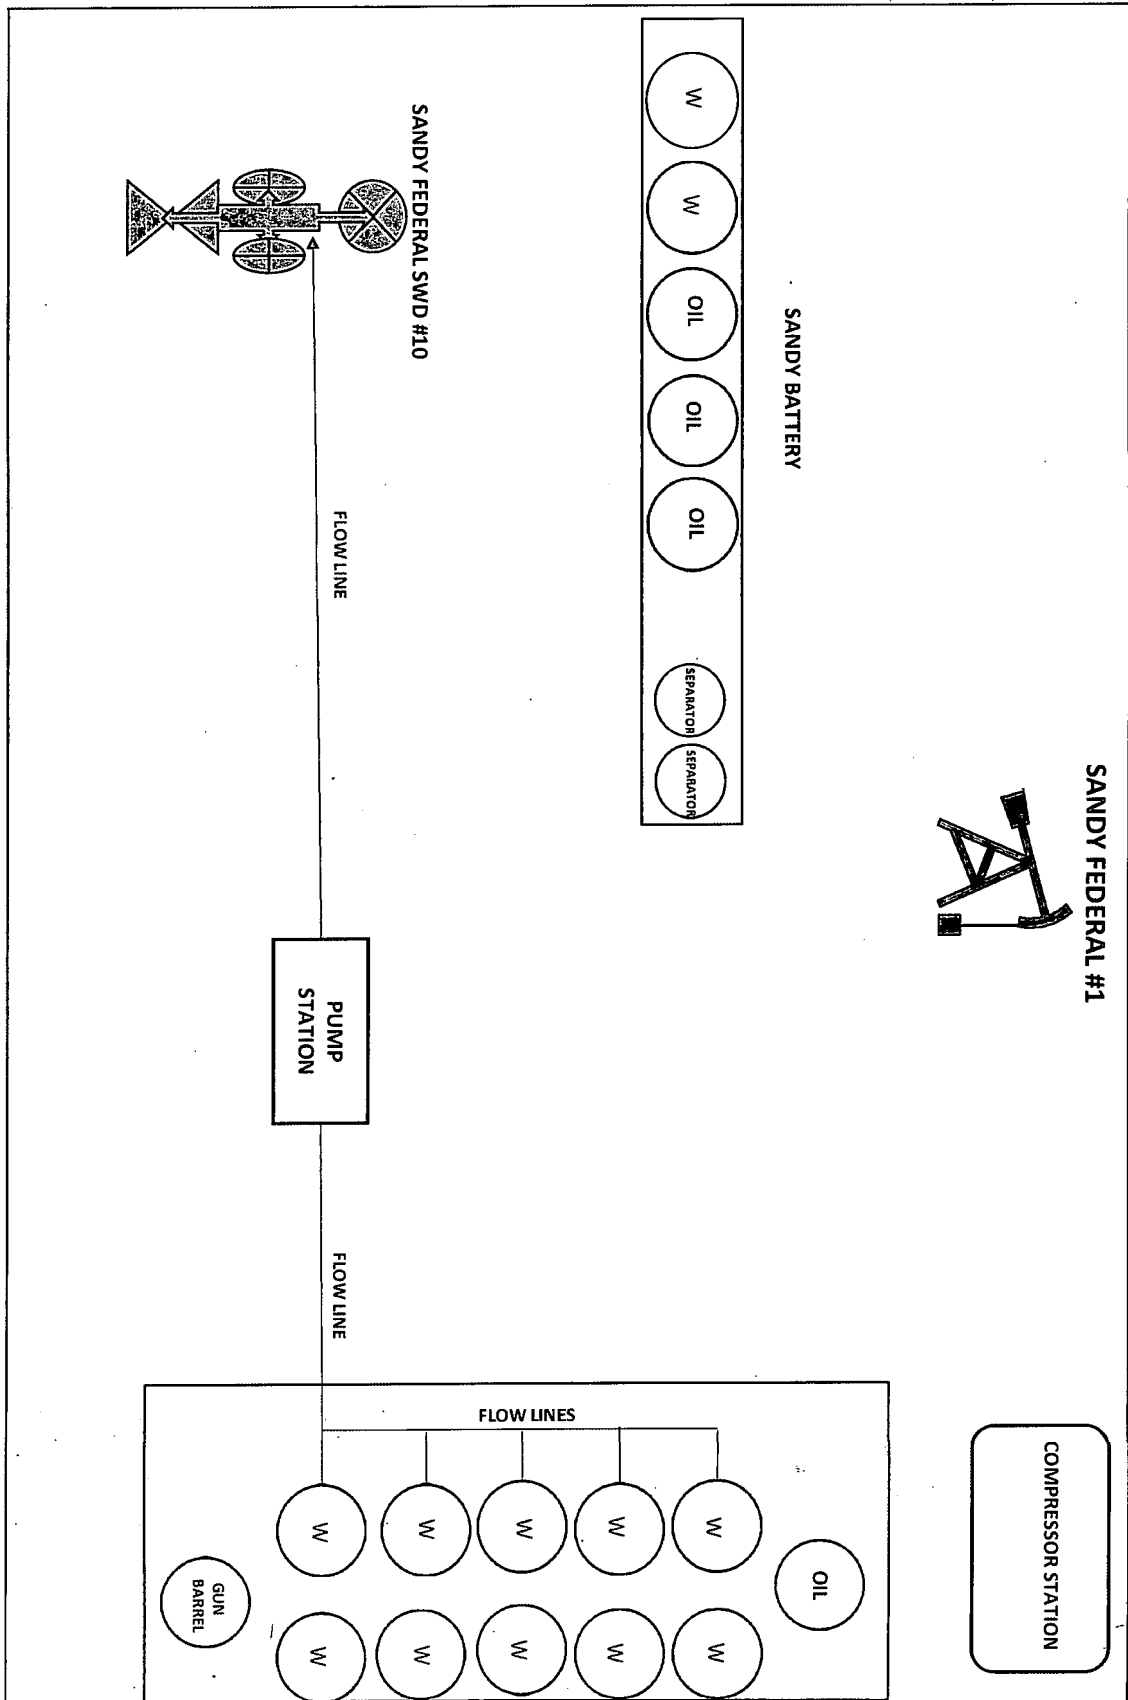 SANDY FEDERAL #1
COMPRESSOR STATION
SANDY BATTERY
W
W
OIL
OIL
OIL
SEPARATOR
SEPARATOR
SANDY FEDERAL SWD #10
FLOW LINE
PUMP
STATION
FLOW LINE
FLOW LINES
OIL
W
W
W
W
W
W
W
W
W
W
GUN
BARREL